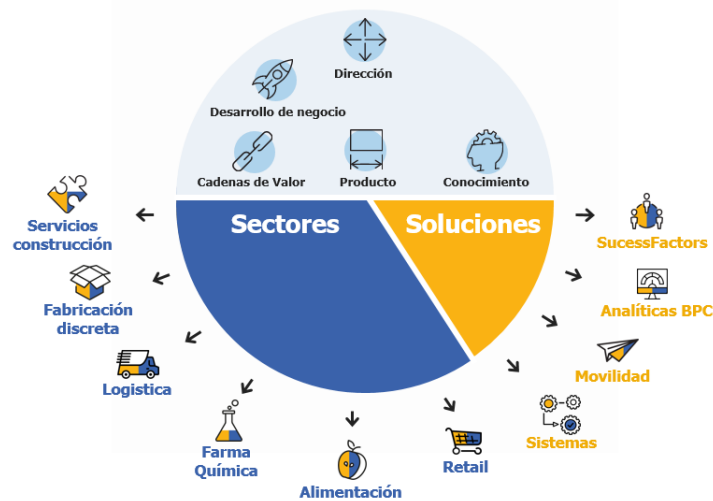 Dirección
Desarrollo de negocio
Cadenas de Valor
Producto
Conocimiento
Sectores
Soluciones
Servicios
construcción
Fabricación
discreta
Logistica
Farma
Química
Alimentación
Retail
SucessFactors
Analíticas BPC
Movilidad
Sistemas